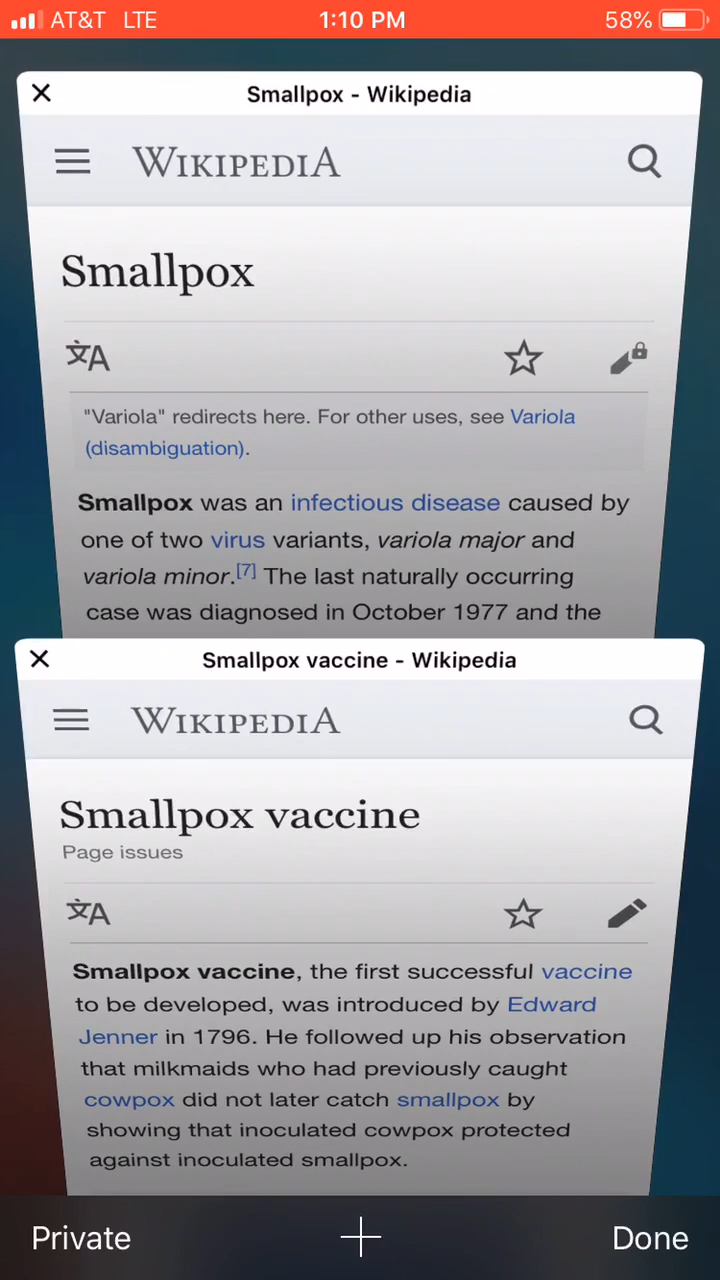 AT&T LTE 1:10 PM 58%
Smallpox - Wikipedia
WIKIPEDIA
Smallpox
"Variola" redirects here. For other uses, see Variola
(disambiguation).
Smallpox was an infectious disease caused by
one of two virus variants, variola major and
variola minor.[7] The last naturally occurring
case was diagnosed in October 1977 and the
Smallpox vaccine - Wikipedia
WIKIPEDIA
Smallpox vaccine
Page issues
Smallpox vaccine, the first successful vaccine
to be developed, was introduced by Edward
Jenner in 1796. He followed up his observation
that milkmaids who had previously caught
cowpox did not later catch smallpox by
showing that inoculated cowpox protected
against inoculated smallpox.
Private Done